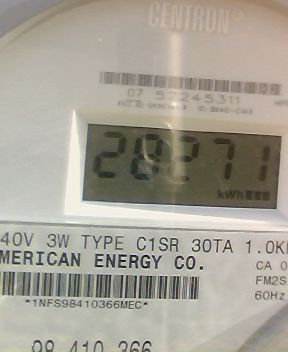 CENTRON®
07 57245311
28271
kWh
40V 3W TYPE C1SR 30TA 1.0K
MERICAN ENERGY CO.
CA 0
FM2S
*1NFS98410366MEC*
60Hz
98 410 366